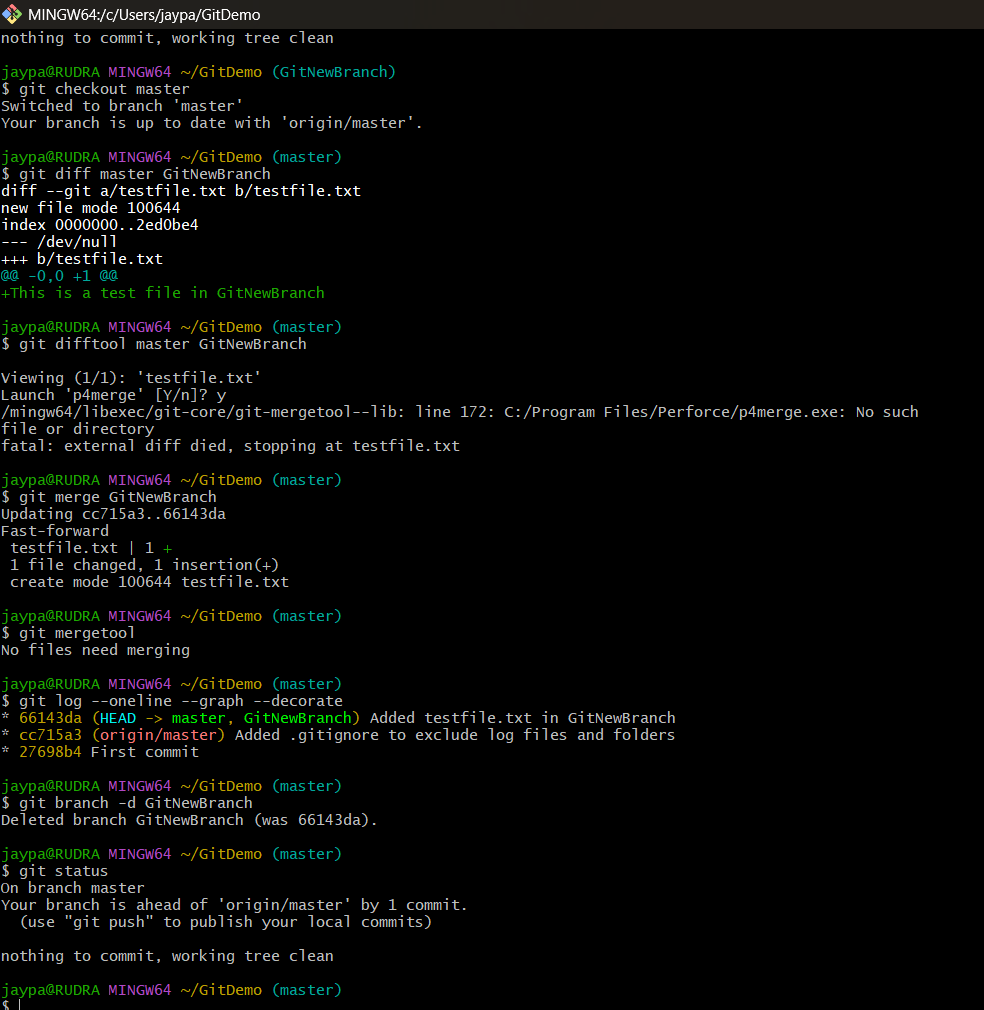 MINGW64:/c/Users/jaypa/GitDemo
nothing to commit, working tree clean
jaypa@RUDRA MINGW64 ~/GitDemo (GitNewBranch)
$ git checkout master
Switched to branch 'master'
Your branch is up to date with 'origin/master'.
jaypa@RUDRA MINGW64 ~/GitDemo (master)
$ git diff master GitNewBranch
diff --git a/testfile.txt b/testfile.txt
new file mode 100644
index 0000000..2ed0be4
--- /dev/null
+++ b/testfile.txt
@@ -0,0 +1 @@
+This is a test file in GitNewBranch
jaypa@RUDRA MINGW64 ~/GitDemo (master)
$ git difftool master GitNewBranch
Viewing (1/1): 'testfile.txt'
Launch 'p4merge' [Y/n]? y
/mingw64/libexec/git-core/git-mergetool--lib: line 172: C:/Program Files/Perforce/p4merge.exe: No such
file or directory
fatal: external diff died, stopping at testfile.txt
jaypa@RUDRA MINGW64 ~/GitDemo (master)
$ git merge GitNewBranch
Updating cc715a3..66143da
Fast-forward
 testfile.txt | 1 +
 1 file changed, 1 insertion(+)
 create mode 100644 testfile.txt
jaypa@RUDRA MINGW64 ~/GitDemo (master)
$ git mergetool
No files need merging
jaypa@RUDRA MINGW64 ~/GitDemo (master)
$ git log --oneline --graph --decorate
* 66143da (HEAD -> master, GitNewBranch) Added testfile.txt in GitNewBranch
* cc715a3 (origin/master) Added .gitignore to exclude log files and folders
* 27698b4 First commit
jaypa@RUDRA MINGW64 ~/GitDemo (master)
$ git branch -d GitNewBranch
Deleted branch GitNewBranch (was 66143da).
jaypa@RUDRA MINGW64 ~/GitDemo (master)
$ git status
On branch master
Your branch is ahead of 'origin/master' by 1 commit.
  (use "git push" to publish your local commits)
nothing to commit, working tree clean
jaypa@RUDRA MINGW64 ~/GitDemo (master)
$